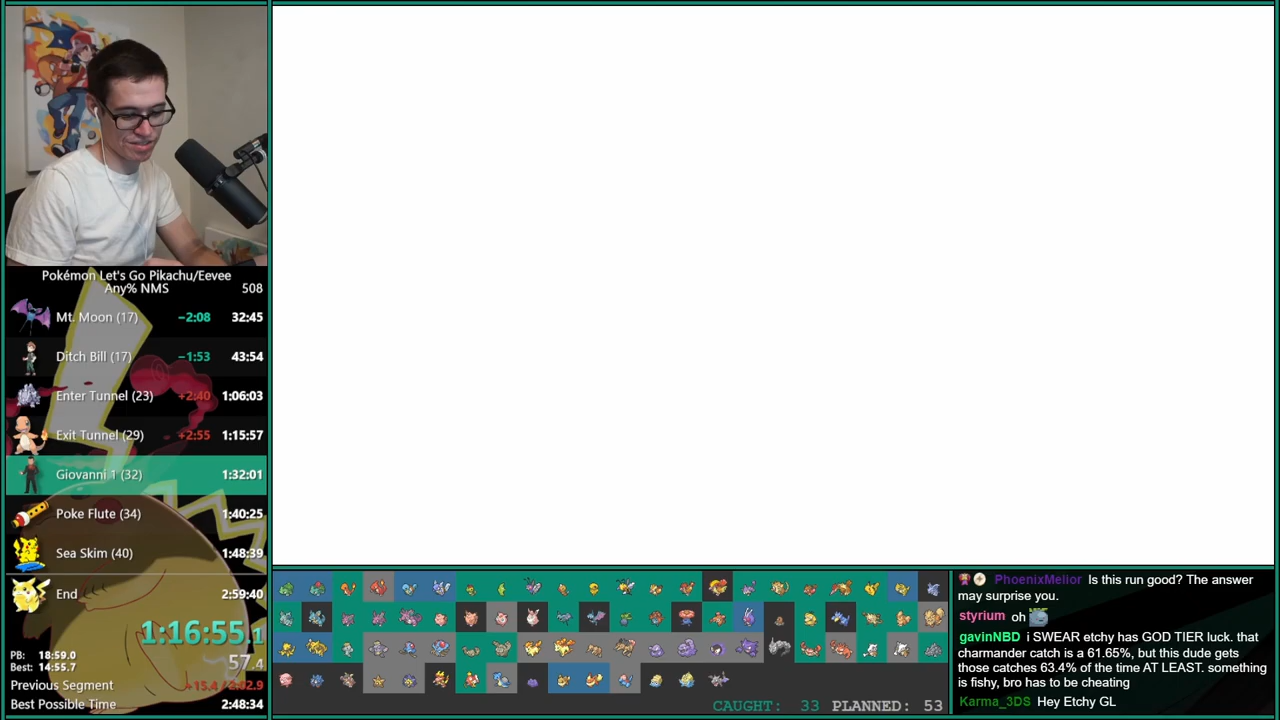 Pokémon Let's Go Pikachu/Eevee
Any% NMS 508
Mt. Moon (17) −2:08 32:45
Ditch Bill (17) −1:53 43:54
Enter Tunnel (23) +2:40 1:06:03
Exit Tunnel (29) +2:55 1:15:57
Giovanni 1 (32) 1:32:01
Poke Flute (34) 1:40:25
Sea Skim (40) 1:48:39
End 2:59:40
1:16:55.1
PB: 18:59.0
Best: 14:55.7
57.4
Previous Segment
Best Possible Time 2:48:34
CAUGHT: 33 PLANNED: 53
PhoenixMelior Is this run good? The answer
may surprise you.
styrium oh
gavinNBD i SWEAR etchy has GOD TIER luck. that
charmander catch is a 61.65%, but this dude gets
those catches 63.4% of the time AT LEAST. something
is fishy, bro has to be cheating
Karma_3DS Hey Etchy GL